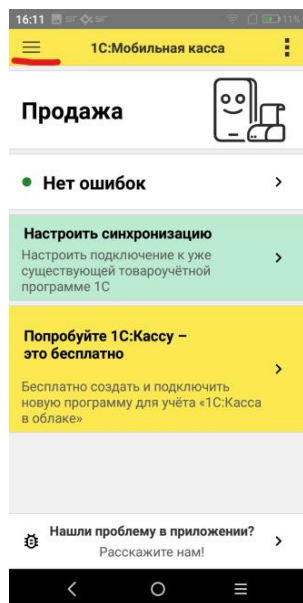 16:11
11%
1С:Мобильная касса
Продажа
Нет ошибок
Настроить синхронизацию
Настроить подключение к уже
существующей товароучётной
программе 1С
Попробуйте 1С:Кассу –
это бесплатно
Бесплатно создать и подключить
новую программу для учёта «1С:Касса
в облаке»
Нашли проблему в приложении?
Расскажите нам!